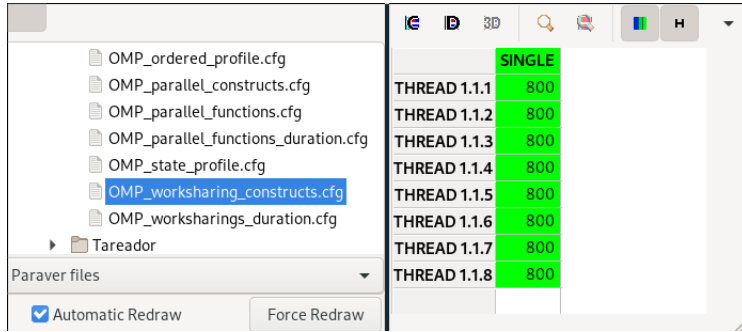 OMP_ordered_profile.cfg
OMP_parallel_constructs.cfg
OMP_parallel_functions.cfg
OMP_parallel_functions_duration.cfg
OMP_state_profile.cfg
OMP_worksharing_constructs.cfg
OMP_worksharings_duration.cfg
Tareador
Paraver files
Automatic Redraw Force Redraw
IE ID 3D H
SINGLE
THREAD 1.1.1 800
THREAD 1.1.2 800
THREAD 1.1.3 800
THREAD 1.1.4 800
THREAD 1.1.5 800
THREAD 1.1.6 800
THREAD 1.1.7 800
THREAD 1.1.8 800